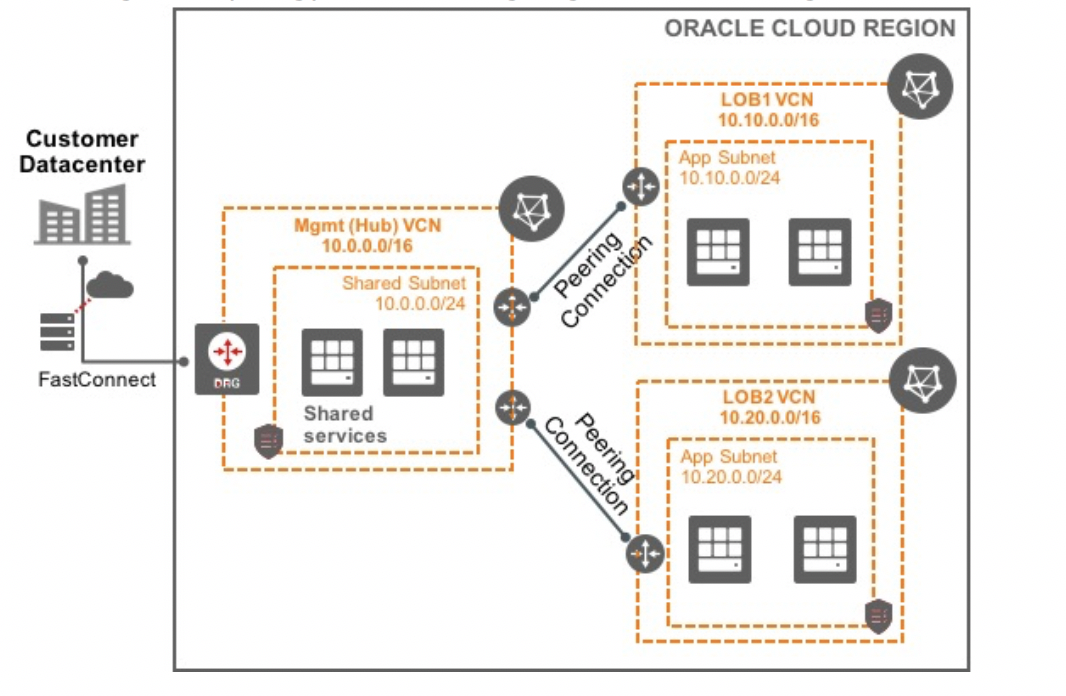 ORACLE CLOUD REGION
Customer
Datacenter
FastConnect
DRG
Mgmt (Hub) VCN
10.0.0.0/16
Shared Subnet
10.0.0.0/24
Shared
services
Peering
Connection
Peering
Connection
LOB1 VCN
10.10.0.0/16
App Subnet
10.10.0.0/24
LOB2 VCN
10.20.0.0/16
App Subnet
10.20.0.0/24